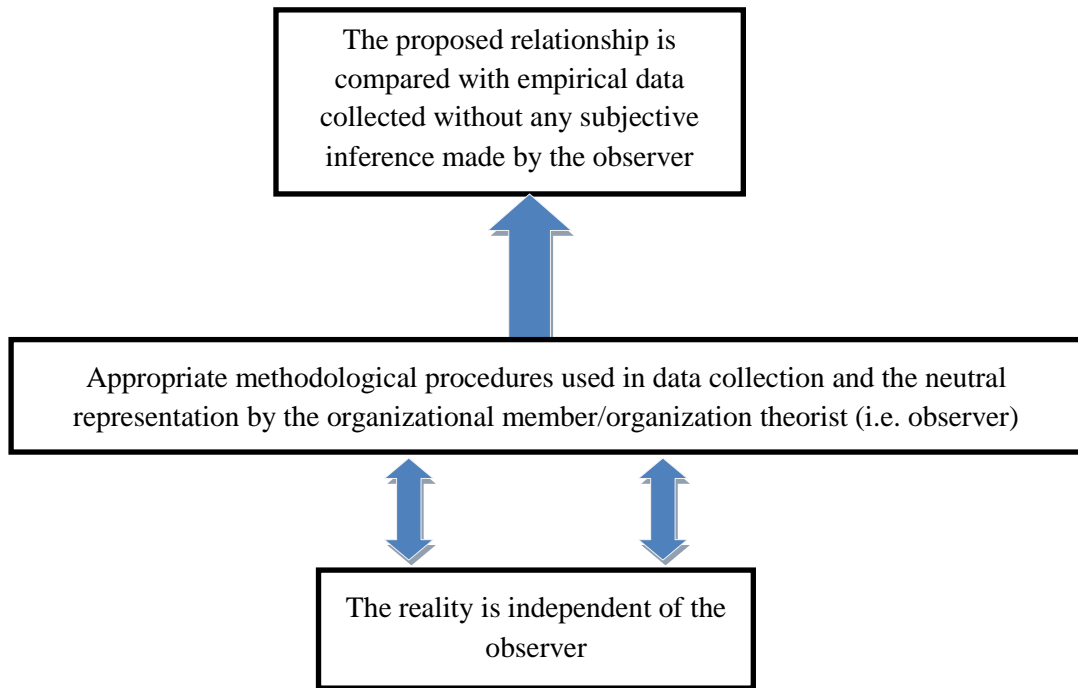 The proposed relationship is
compared with empirical data
collected without any subjective
inference made by the observer
Appropriate methodological procedures used in data collection and the neutral
representation by the organizational member/organization theorist (i.e. observer)
The reality is independent of the
observer